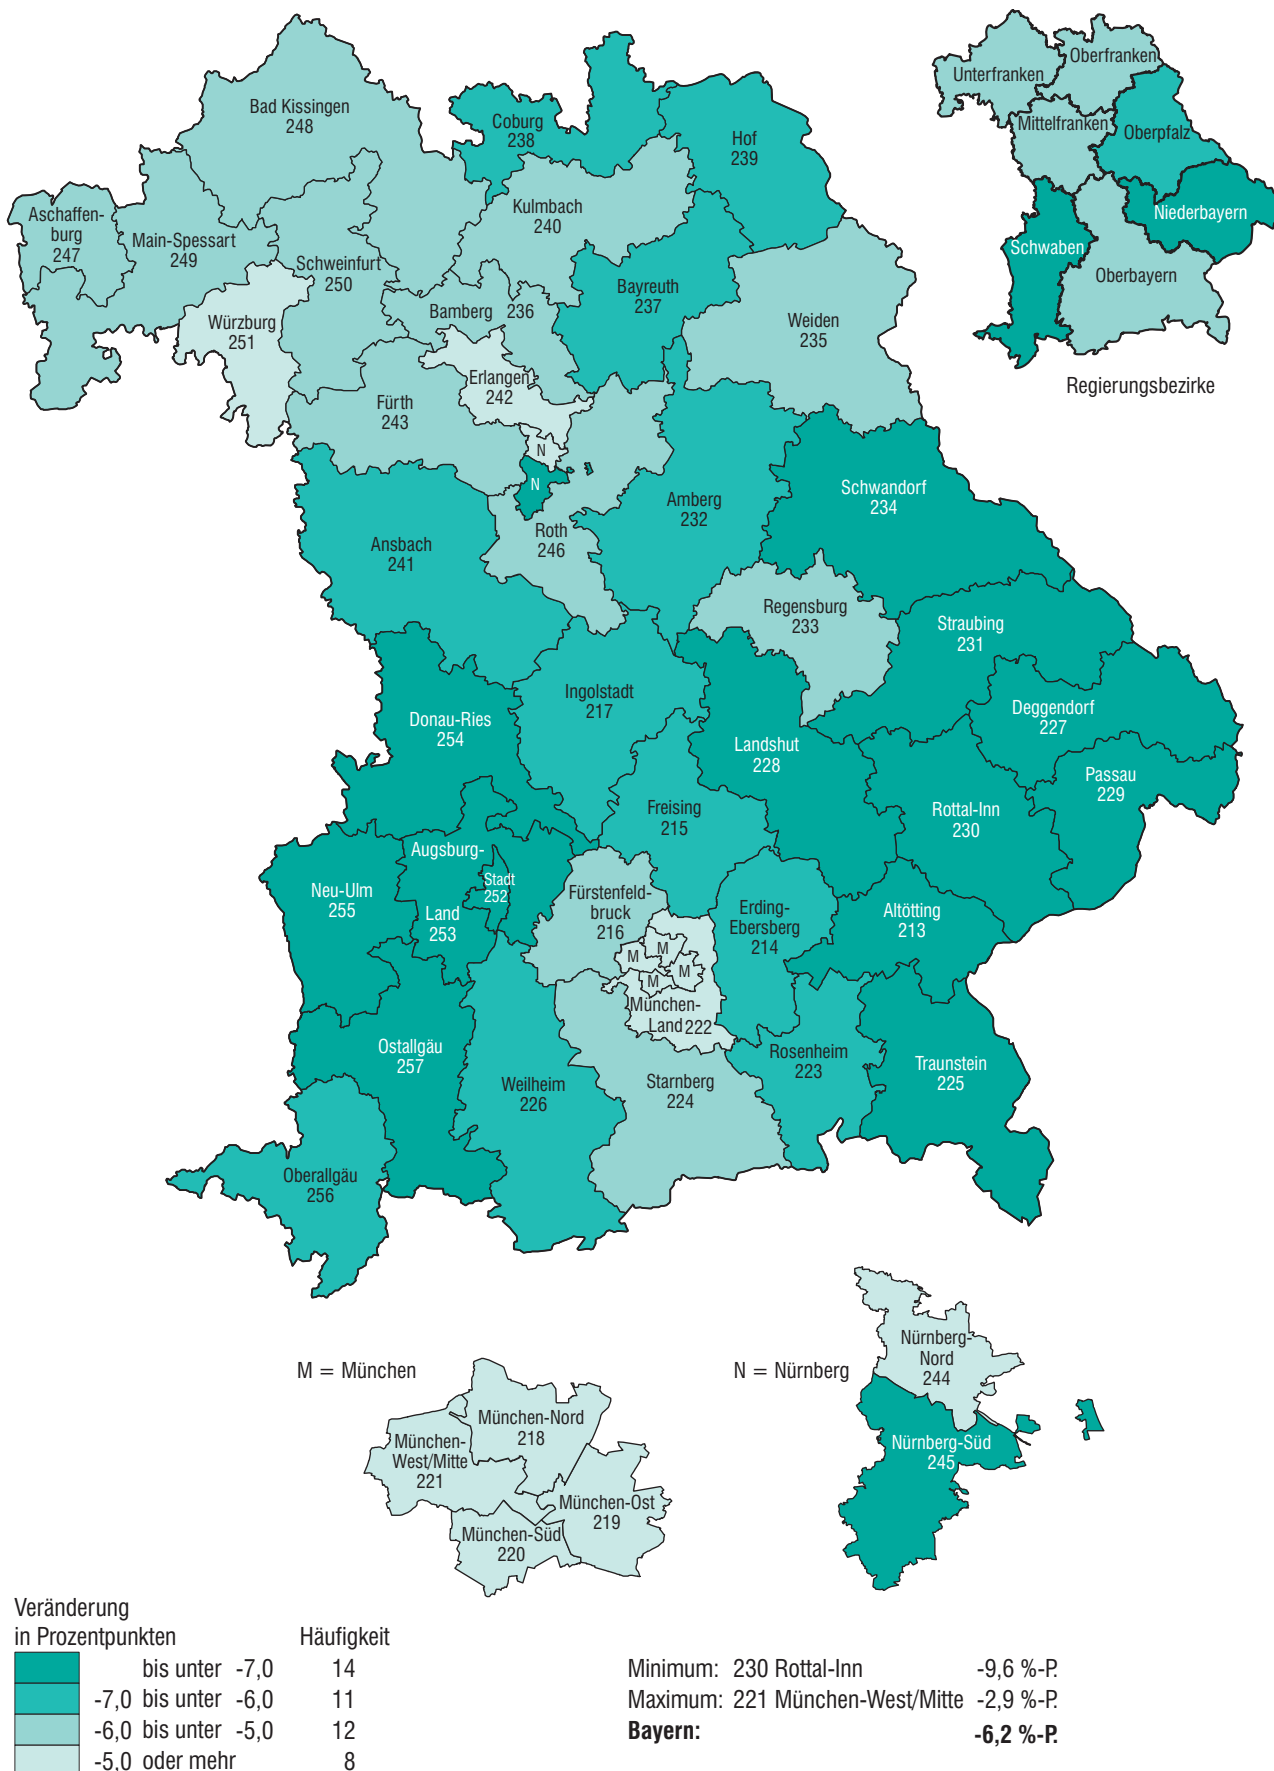 Bad Kissingen
248
Coburg
238
Hof
239
Aschaffen-
burg
247
Main-Spessart
249
Schweinfurt
250
Kulmbach
240
Bayreuth
237
Bamberg 236
Würzburg
251
Weiden
235
Erlangen
242
Fürth
243
N
N
Schwandorf
234
Amberg
232
Roth
246
Ansbach
241
Regensburg
233
Straubing
231
Ingolstadt
217
Donau-Ries
254
Deggendorf
227
Landshut
228
Passau
229
Freising
215
Rottal-Inn
230
Augsburg-
Stadt
252
Neu-Ulm
255
Land
253
Fürstenfeld-
bruck
216
Erding-
Ebersberg
214
Altötting
213
M
M
M
M
München-
Land 222
Ostallgäu
257
Rosenheim
223
Traunstein
225
Weilheim
226
Starnberg
224
Oberallgäu
256
Unterfranken
Oberfranken
Mittelfranken
Oberpfalz
Niederbayern
Schwaben
Oberbayern
Regierungsbezirke
M = München
München-Nord
218
München-
West/Mitte
221
München-Ost
219
München-Süd
220
N = Nürnberg
Nürnberg-
Nord
244
Nürnberg-Süd
245
Veränderung
in Prozentpunkten Häufigkeit
bis unter -7,0 14
-7,0 bis unter -6,0 11
-6,0 bis unter -5,0 12
-5,0 oder mehr 8
Minimum: 230 Rottal-Inn -9,6 %-P.
Maximum: 221 München-West/Mitte -2,9 %-P.
Bayern: -6,2 %-P.